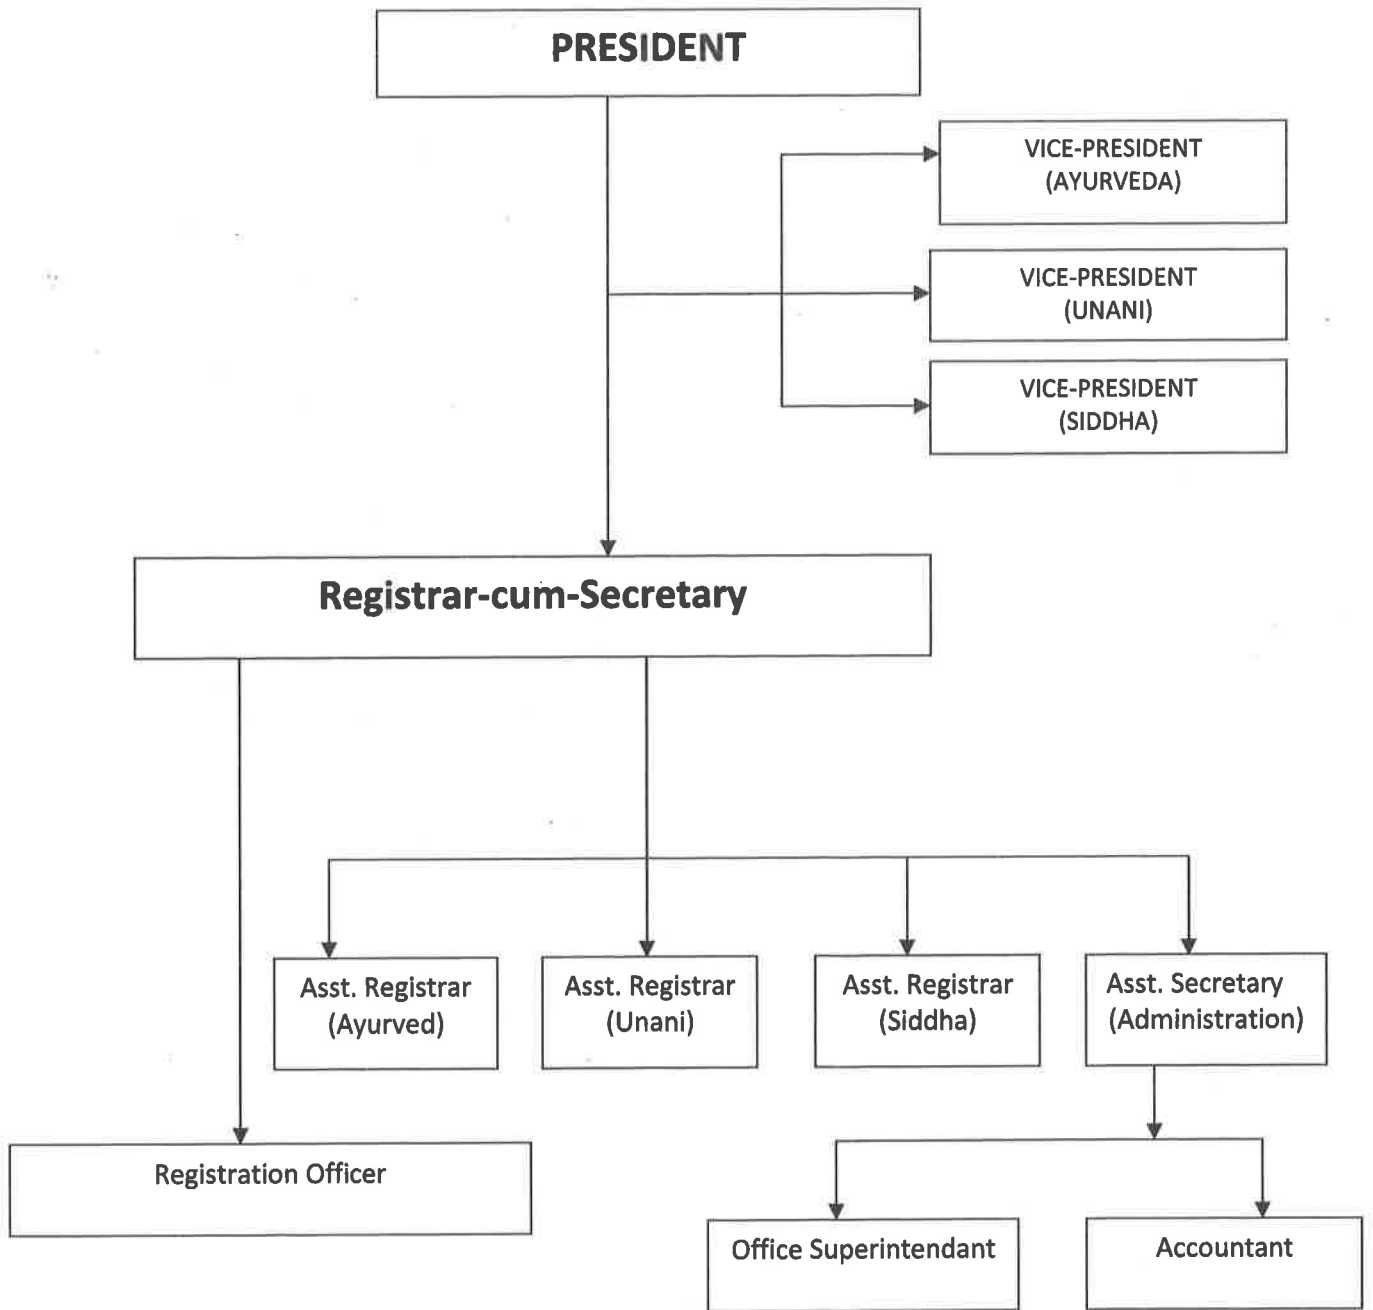 PRESIDENT
VICE-PRESIDENT
(AYURVEDA)
VICE-PRESIDENT
(UNANI)
VICE-PRESIDENT
(SIDDHA)
Registrar-cum-Secretary
Asst. Registrar
(Ayurved)
Asst. Registrar
(Unani)
Asst. Registrar
(Siddha)
Asst. Secretary
(Administration)
Registration Officer
Office Superintendant
Accountant